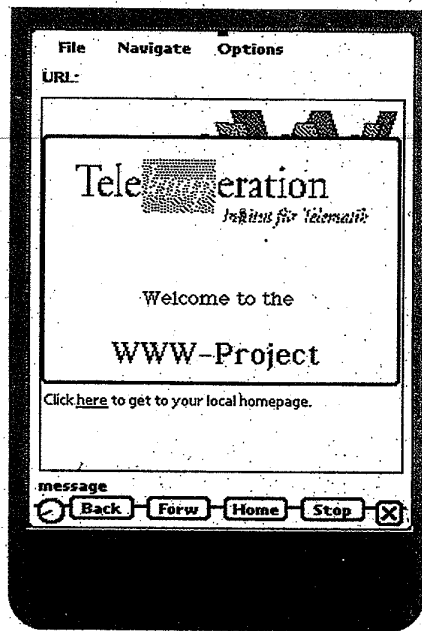 File Navigate Options
URL:
Tele eration
Institut für Telematik
Welcome to the
WWW-Project
Click here to get to your local homepage.
message
Back Forw Home Stop